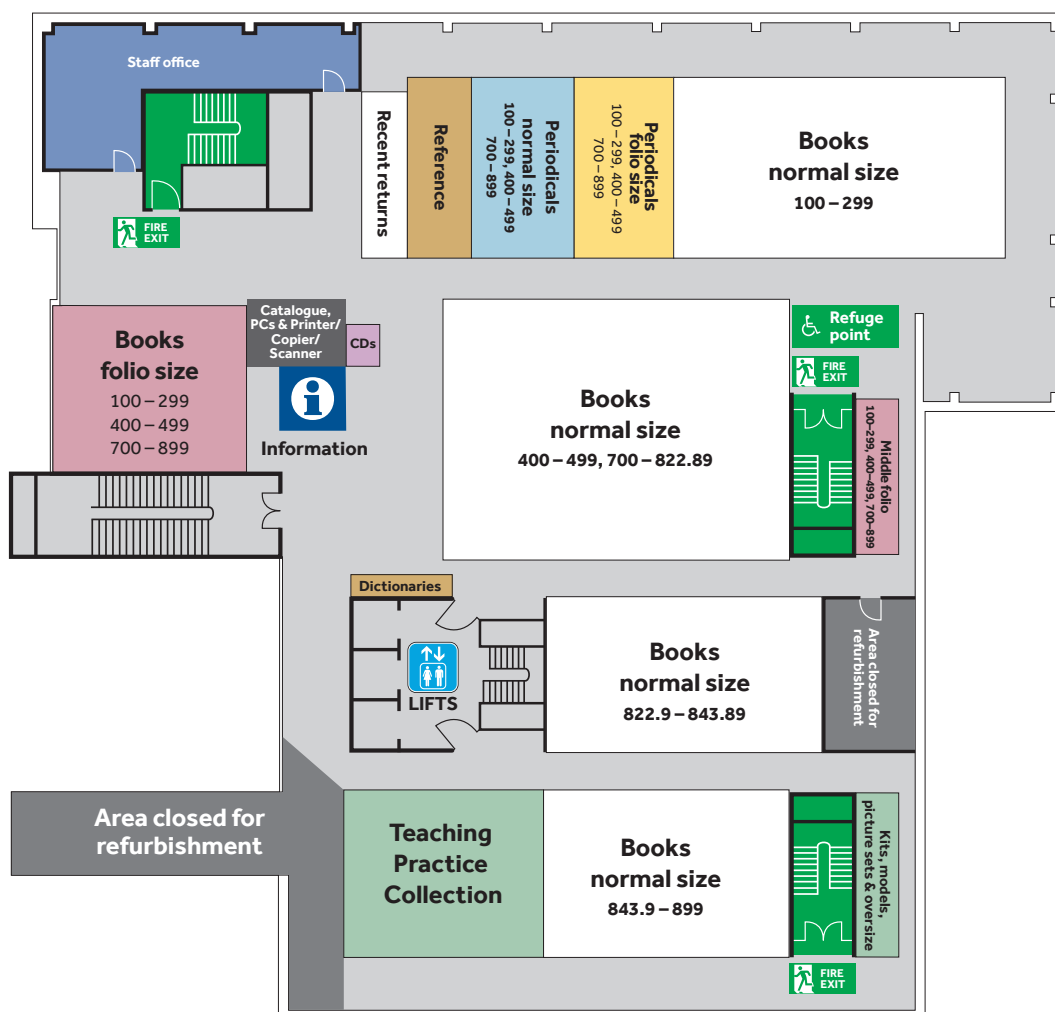 Staff office
FIRE
EXIT
Recent returns
Reference
Periodicals
normal size
100 – 299, 400 – 499
700 – 899
Periodicals
folio size
100 – 299, 400 – 499
700 – 899
Books
normal size
100 – 299
Books
folio size
100 – 299
400 – 499
700 – 899
Catalogue,
PCs & Printer/
Copier/
Scanner
CDs
i
Information
Books
normal size
400 – 499, 700 – 822.89
Refuge
point
FIRE
EXIT
Middle folio
100–299, 400–499, 700–899
Dictionaries
LIFTS
Books
normal size
822.9 – 843.89
Area closed for
refurbishment
Area closed for
refurbishment
Teaching
Practice
Collection
Books
normal size
843.9 – 899
Kits, models,
picture sets & oversize
FIRE
EXIT